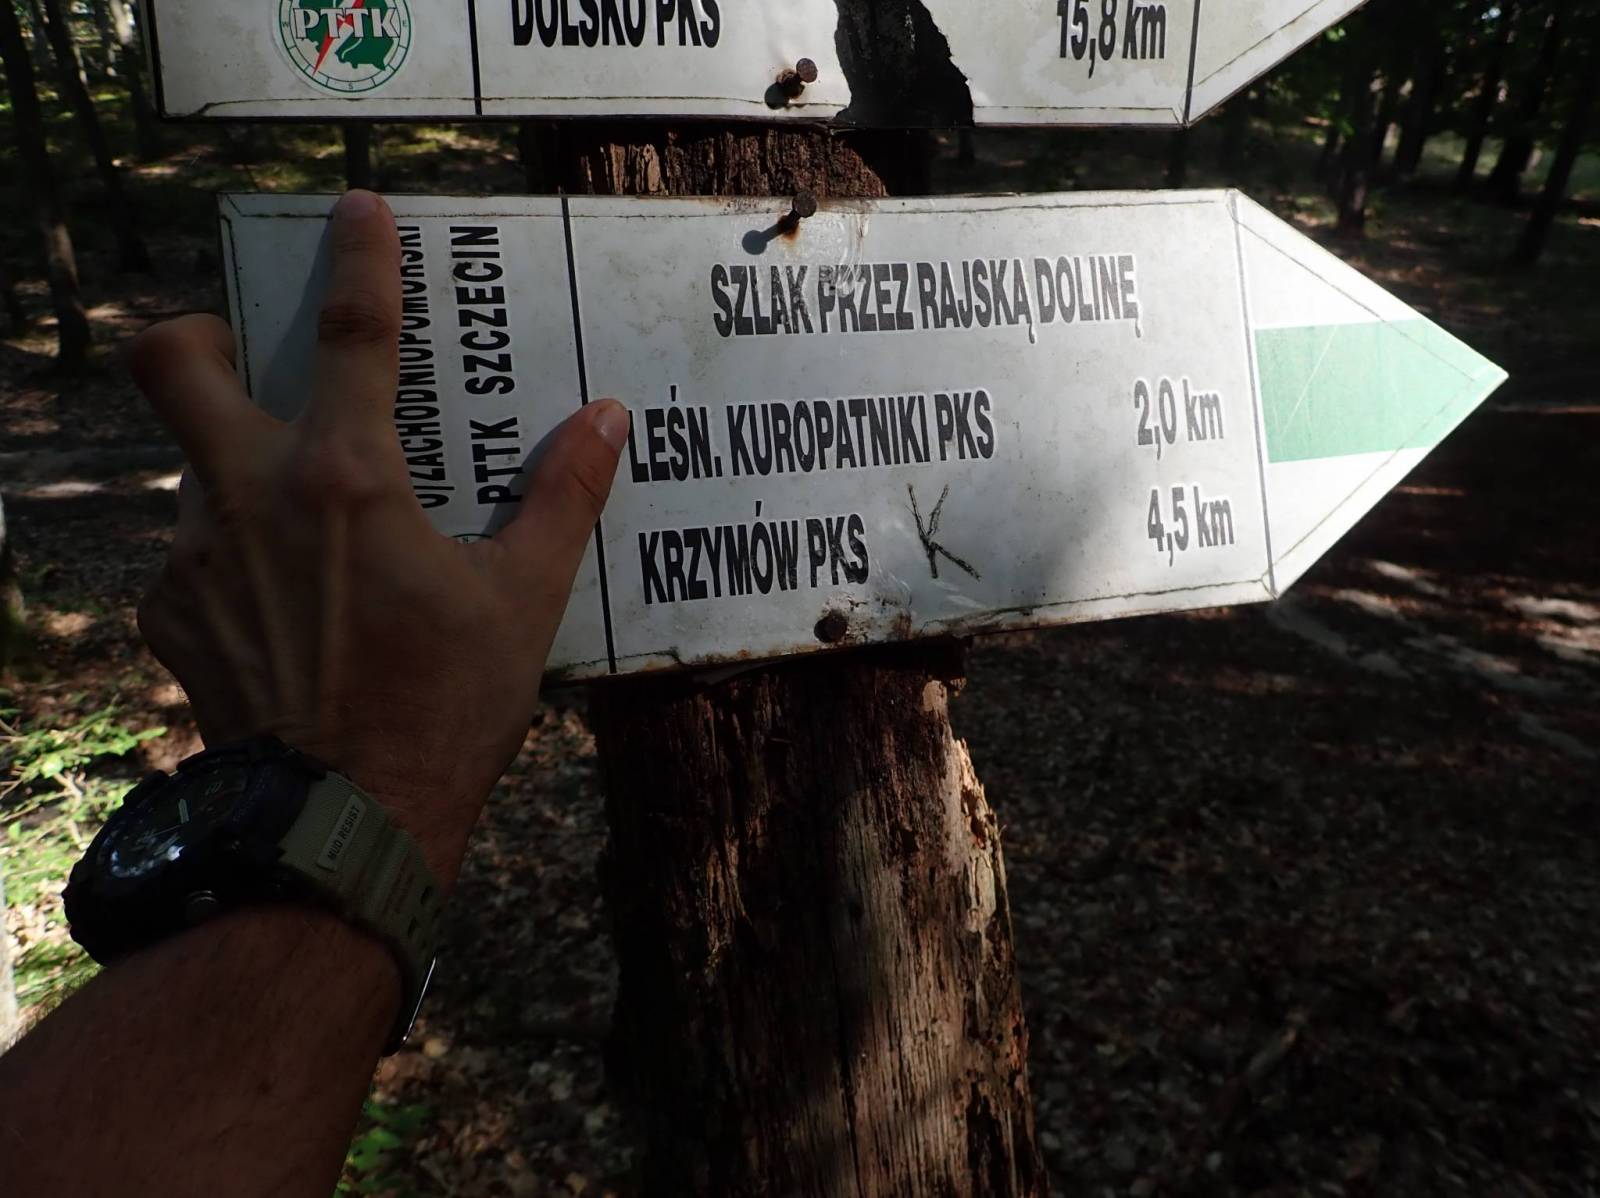 PTTK
DOLSKO PKS 15,8 km
O/ZACHODNIOPOMORSKI
PTTK SZCZECIN
SZLAK PRZEZ RAJSKĄ DOLINĘ
LEŚN. KUROPATNIKI PKS 2,0 km
KRZYMÓW PKS 4,5 km
K
MUD RESIST